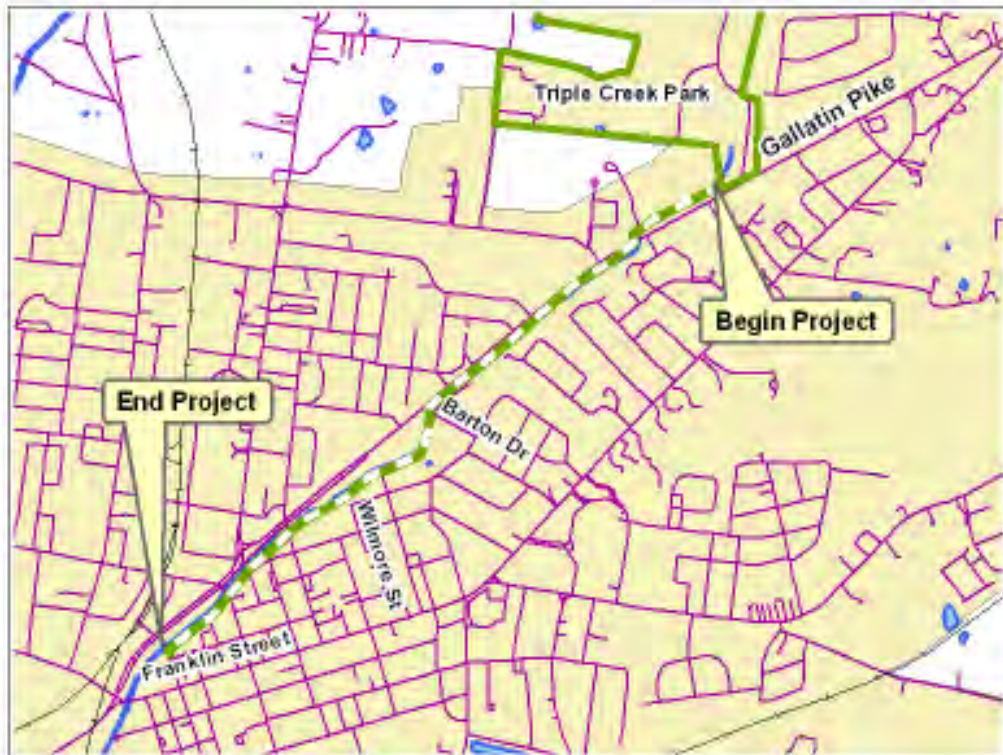 Triple Creek Park
Gallatin Pike
Begin Project
End Project
Barton Dr
Wilmore St
Franklin Street